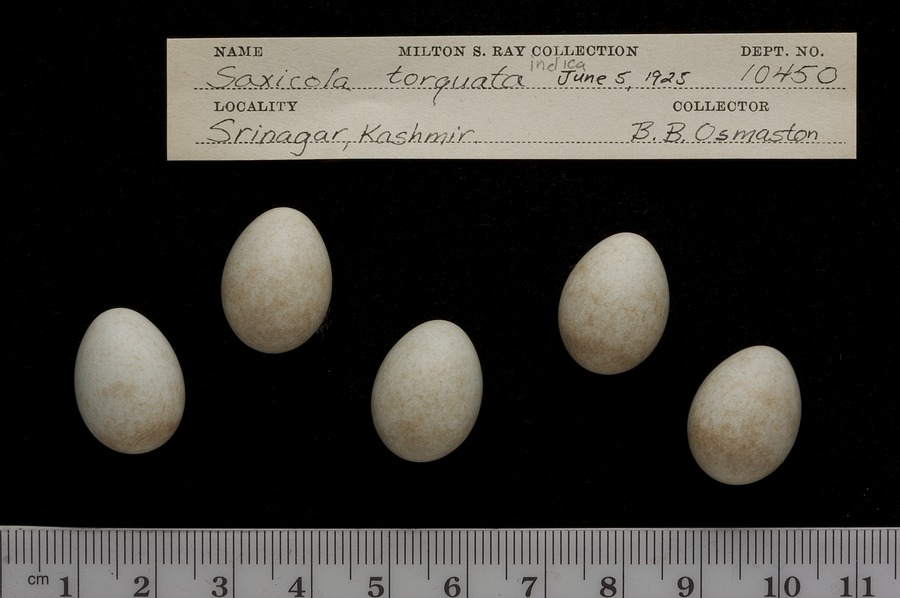 NAME MILTON S. RAY COLLECTION DEPT. NO.
Saxicola torquata indica June 5, 1925 10450
LOCALITY COLLECTOR
Srinagar, Kashmir. B. B. Osmaston
cm 1 2 3 4 5 6 7 8 9 10 11